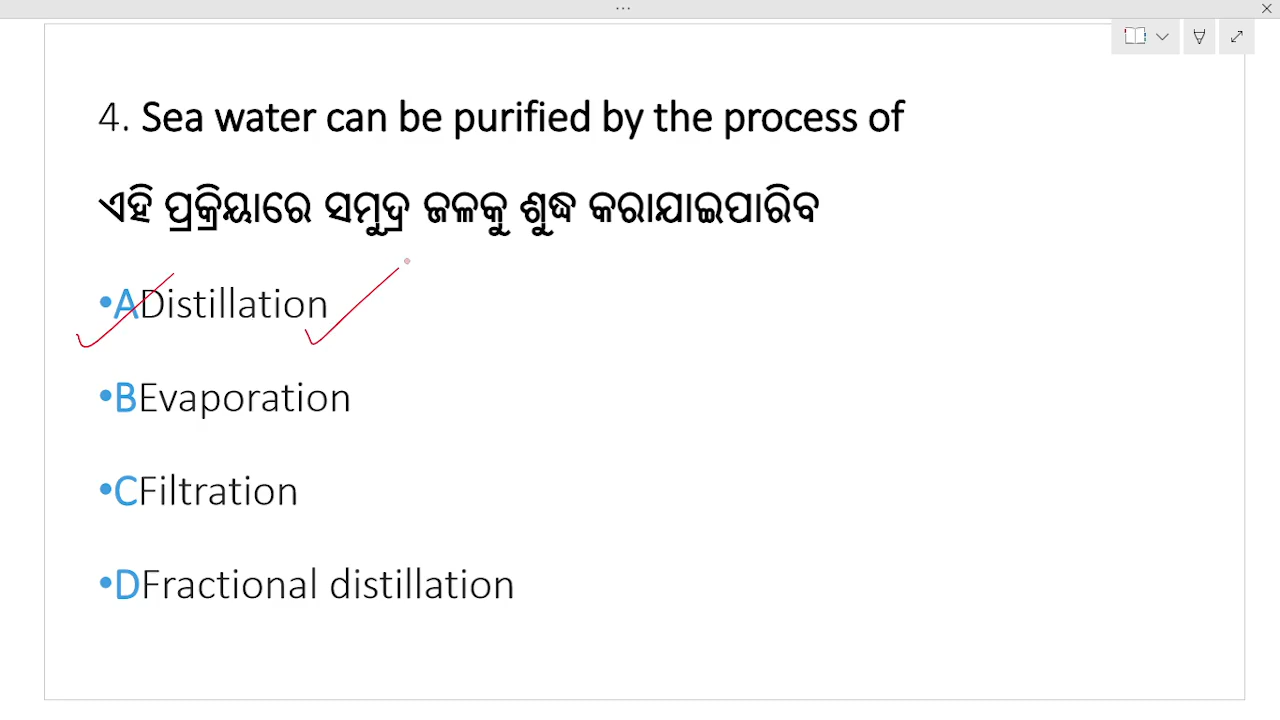 4. Sea water can be purified by the process of
ଏହି ପ୍ରକ୍ରିୟାରେ ସମୁଦ୍ର ଜଳକୁ ଶୁଦ୍ଧ କରାଯାଇପାରିବ
•ADistillation
•BEvaporation
•CFiltration
•DFractional distillation